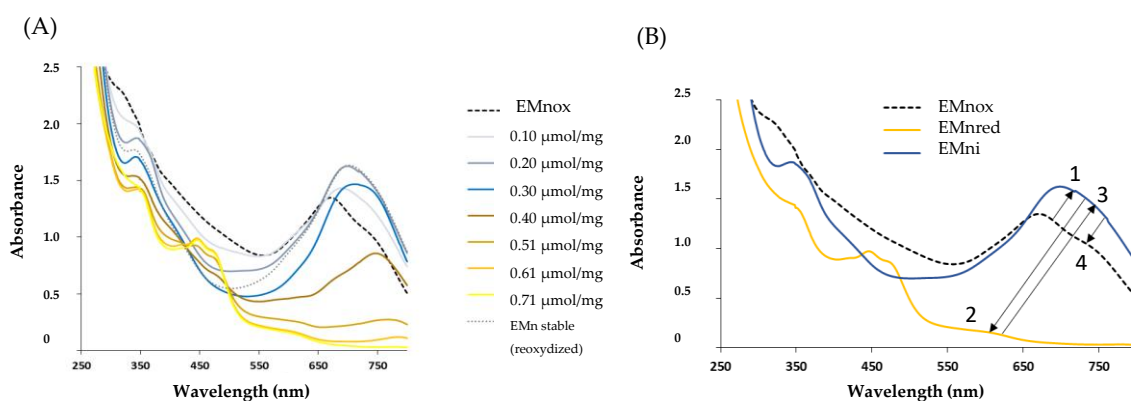 (A)
Absorbance
2.5
2.0
1.5
1.0
0.5
0
250 350 450 550 650 750
Wavelength (nm)
EMnox
0.10 μmol/mg
0.20 μmol/mg
0.30 μmol/mg
0.40 μmol/mg
0.51 μmol/mg
0.61 μmol/mg
0.71 μmol/mg
EMn stable
(reoxydized)
(B)
Absorbance
2.5
2.0
1.5
1.0
0.5
0
250 350 450 550 650 750
Wavelength (nm)
EMnox
EMnred
EMni
1
3
4
2